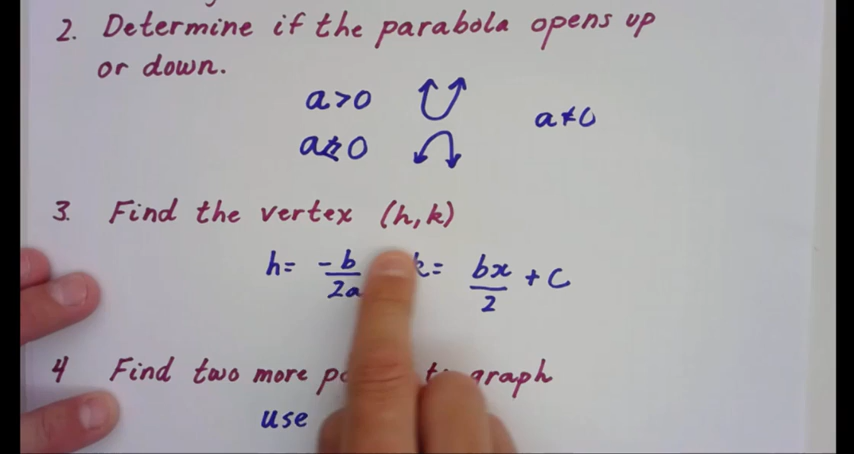 2. Determine if the parabola opens up
or down.
a>0
a<0 a≠0
3. Find the vertex (h,k)
h= -b/2a k= bx/2 + C
4 Find two more graph
use